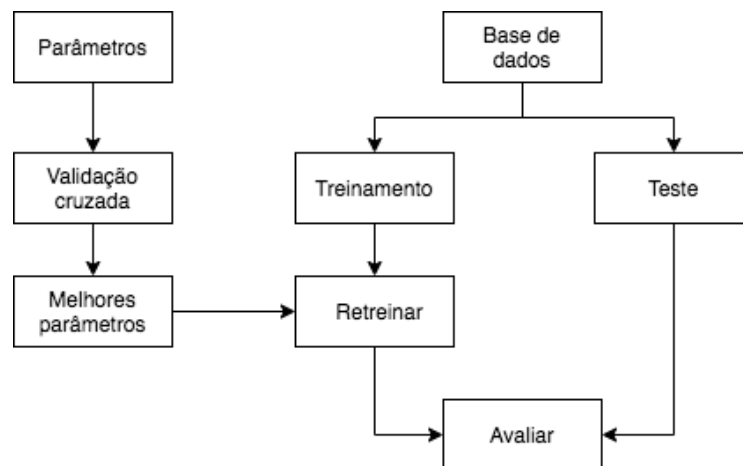 Parâmetros
Base de
dados
Validação
cruzada
Treinamento
Teste
Melhores
parâmetros
Retreinar
Avaliar